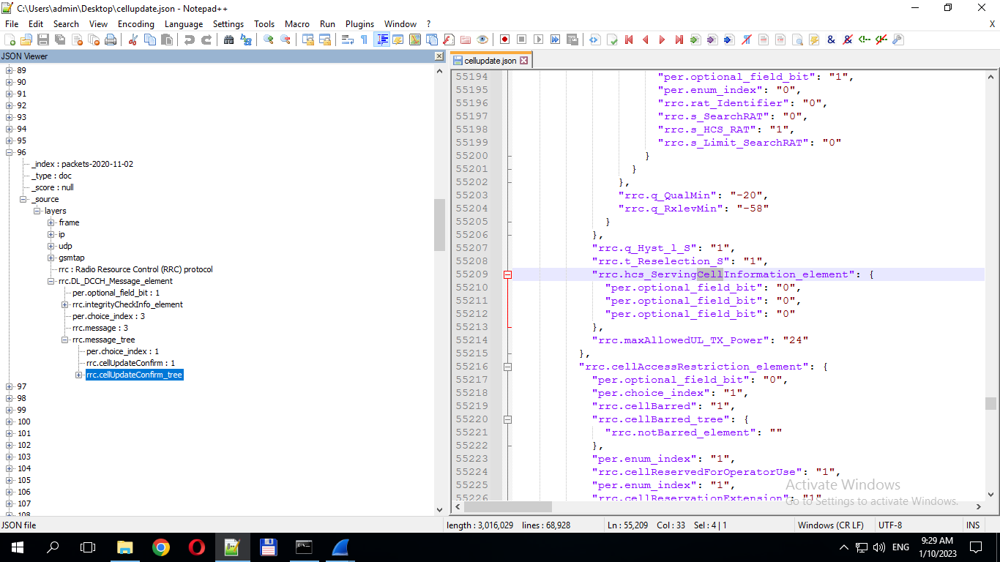 C:\Users\admin\Desktop\cellupdate.json - Notepad++
File Edit Search View Encoding Language Settings Tools Macro Run Plugins Window ? X
JSON Viewer
89
90
91
92
93
94
95
96
_index : packets-2020-11-02
_type : doc
_score : null
_source
layers
frame
ip
udp
gsmtap
rrc : Radio Resource Control (RRC) protocol
rrc.DL_DCCH_Message_element
per.optional_field_bit : 1
rrc.integrityCheckInfo_element
per.choice_index : 3
rrc.message : 3
rrc.message_tree
per.choice_index : 1
rrc.cellUpdateConfirm : 1
rrc.cellUpdateConfirm_tree
97
98
99
100
101
102
103
104
105
106
107
108
cellupdate.json
55194 "per.optional_field_bit": "1",
55195 "per.enum_index": "0",
55196 "rrc.rat_Identifier": "0",
55197 "rrc.s_SearchRAT": "0",
55198 "rrc.s_HCS_RAT": "1",
55199 "rrc.s_Limit_SearchRAT": "0"
55200 }
55201 }
55202 },
55203 "rrc.q_QualMin": "-20",
55204 "rrc.q_RxlevMin": "-58"
55205 }
55206 },
55207 "rrc.q_Hyst_l_S": "1",
55208 "rrc.t_Reselection_S": "1",
55209 "rrc.hcs_ServingCellInformation_element": {
55210 "per.optional_field_bit": "0",
55211 "per.optional_field_bit": "0",
55212 "per.optional_field_bit": "0"
55213 },
55214 "rrc.maxAllowedUL_TX_Power": "24"
55215 },
55216 "rrc.cellAccessRestriction_element": {
55217 "per.optional_field_bit": "0",
55218 "per.choice_index": "1",
55219 "rrc.cellBarred": "1",
55220 "rrc.cellBarred_tree": {
55221 "rrc.notBarred_element": ""
55222 },
55223 "per.enum_index": "1",
55224 "rrc.cellReservedForOperatorUse": "1",
55225 "per.enum_index": "1",
55226 "rrc.cellReservationExtension": "1"
Activate Windows
Go to Settings to activate Windows.
JSON file length : 3,016,029 lines : 68,928 Ln : 55,209 Col : 33 Sel : 4 | 1 Windows (CR LF) UTF-8 INS
ENG
9:29 AM
1/10/2023